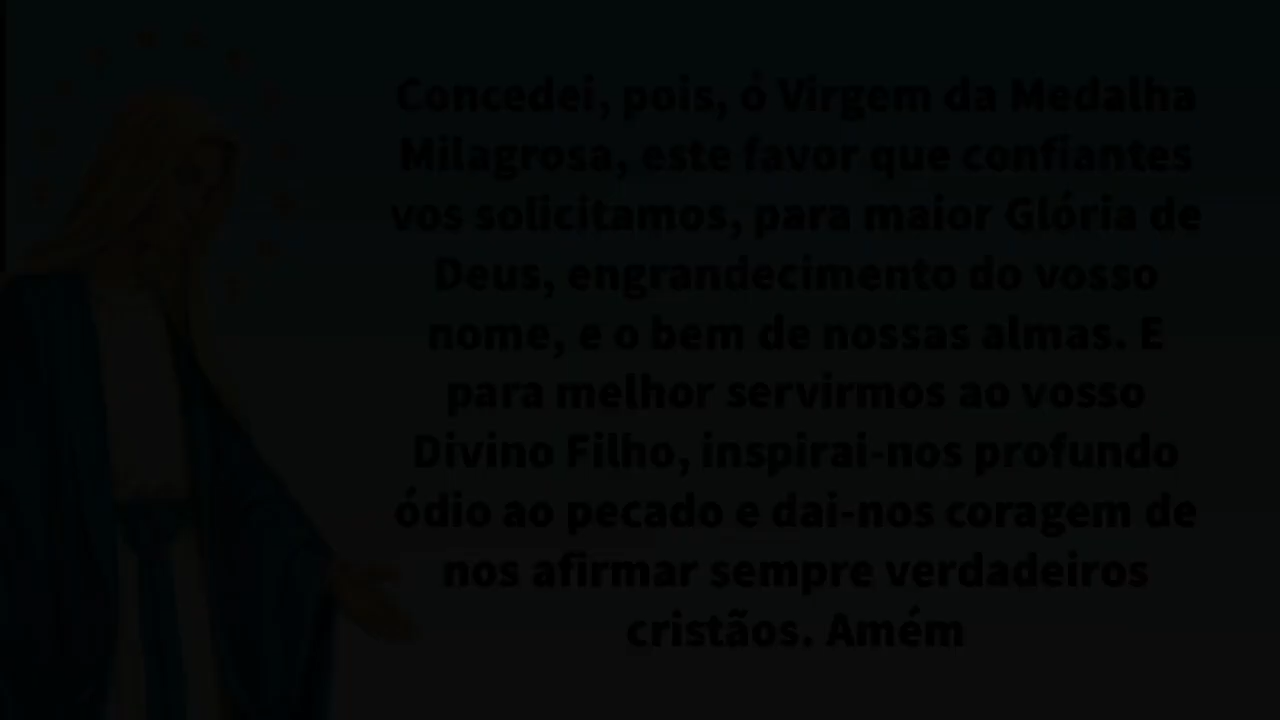 Concedei, pois, ó Virgem da Medalha
Milagrosa, este favor que confiantes
vos solicitamos, para maior Glória de
Deus, engrandecimento do vosso
nome, e o bem de nossas almas. E
para melhor servirmos ao vosso
Divino Filho, inspirai-nos profundo
ódio ao pecado e dai-nos coragem de
nos afirmar sempre verdadeiros
cristãos. Amém